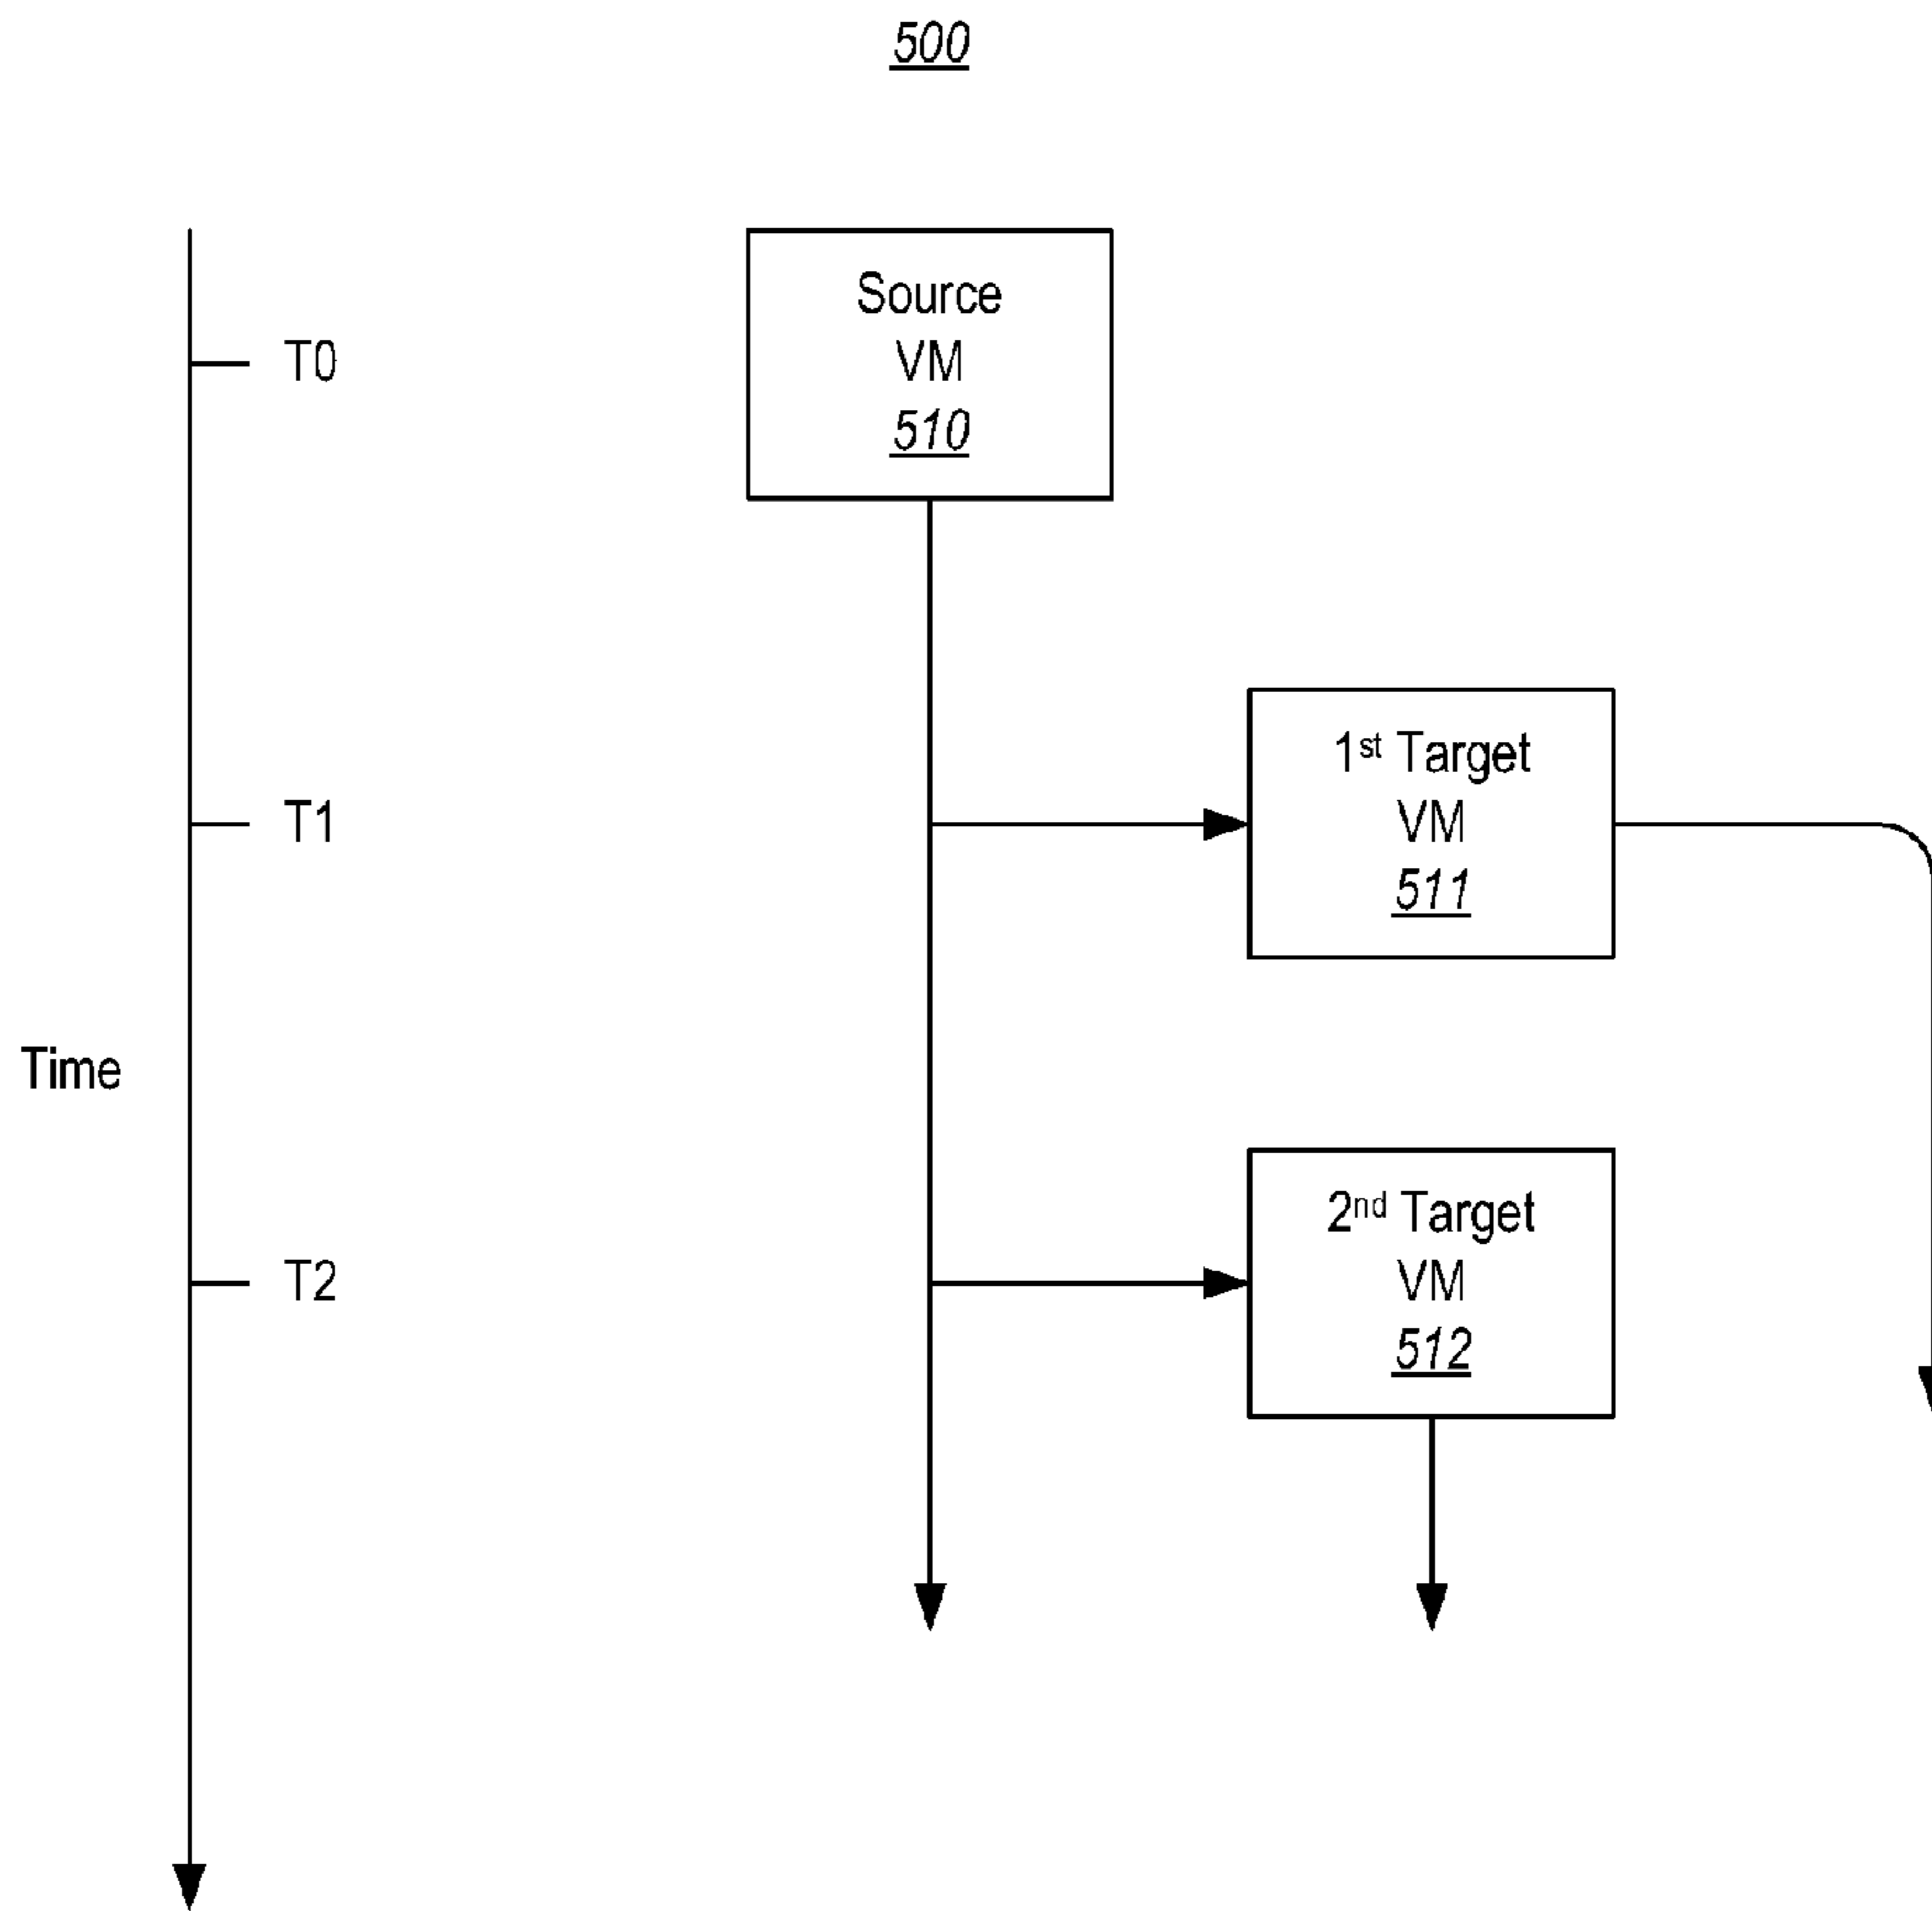 500
Source
VM
510
T0
1st Target
VM
511
T1
Time
2nd Target
VM
512
T2